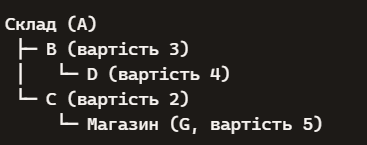 Склад (A)
├─ B (вартість 3)
│   └─ D (вартість 4)
└─ C (вартість 2)
    └─ Магазин (G, вартість 5)